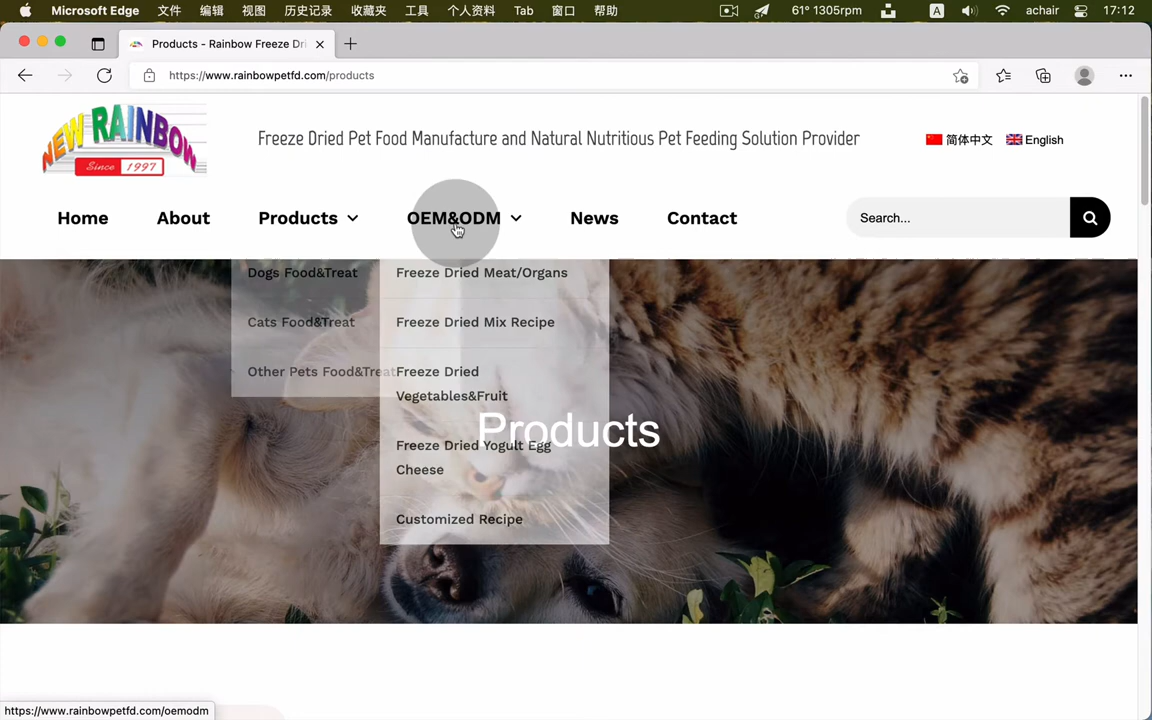 Microsoft Edge 文件 编辑 视图 历史记录 收藏夹 工具 个人资料 Tab 窗口 帮助 61° 1305rpm A achair 17:12
Products - Rainbow Freeze Dri
https://www.rainbowpetfd.com/products
NEW RAINBOW
Since 1997
Freeze Dried Pet Food Manufacture and Natural Nutritious Pet Feeding Solution Provider
简体中文 English
Home About Products OEM&ODM News Contact Search...
Dogs Food&Treat
Cats Food&Treat
Other Pets Food&Treat
Freeze Dried Meat/Organs
Freeze Dried Mix Recipe
Freeze Dried
Vegetables&Fruit
Freeze Dried Yogult Egg
Cheese
Customized Recipe
Products
https://www.rainbowpetfd.com/oemodm